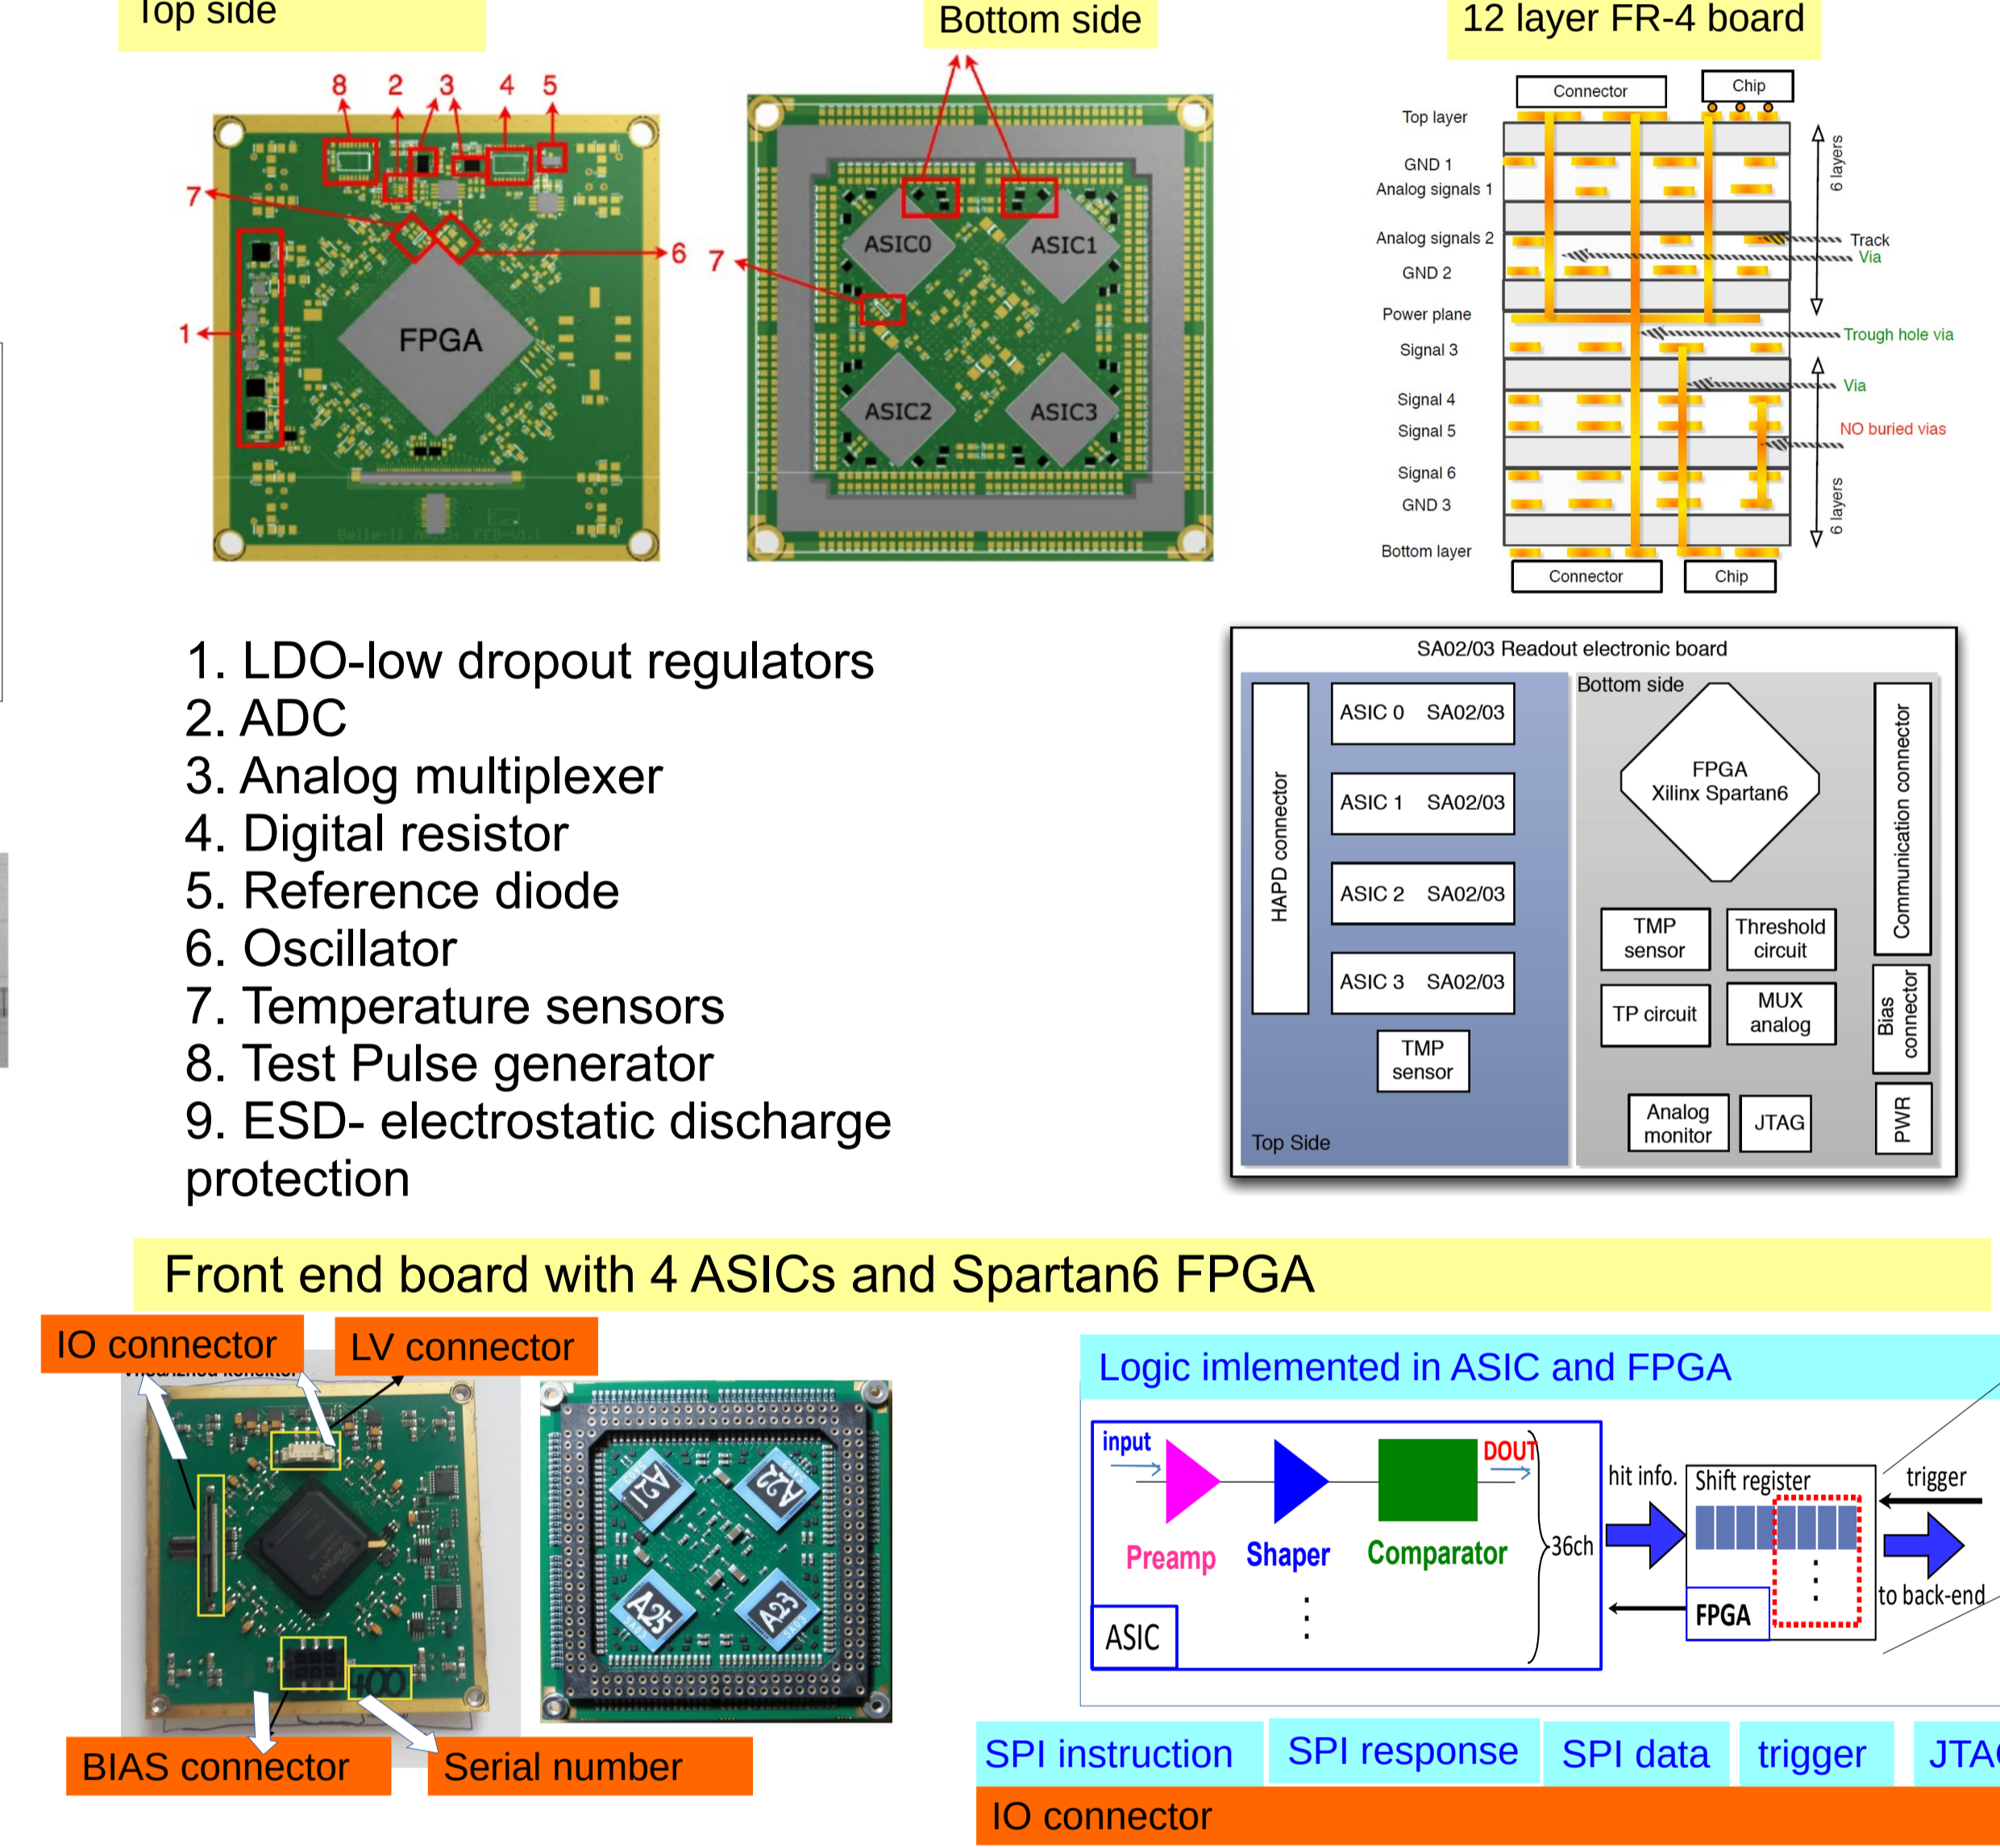 Top side
Bottom side
12 layer FR-4 board
8 2 3 4 5
7
6
1
FPGA
7
ASIC0
ASIC1
ASIC2
ASIC3
Connector
Chip
Top layer
GND 1
Analog signals 1
Analog signals 2
GND 2
Power plane
Signal 3
Signal 4
Signal 5
Signal 6
GND 3
Bottom layer
6 layers
Track
Via
Trough hole via
Via
NO buried vias
6 layers
Connector
Chip
1. LDO-low dropout regulators
2. ADC
3. Analog multiplexer
4. Digital resistor
5. Reference diode
6. Oscillator
7. Temperature sensors
8. Test Pulse generator
9. ESD- electrostatic discharge
protection
SA02/03 Readout electronic board
HAPD connector
ASIC 0 SA02/03
ASIC 1 SA02/03
ASIC 2 SA02/03
ASIC 3 SA02/03
TMP
sensor
Top Side
Bottom side
FPGA
Xilinx Spartan6
TMP
sensor
Threshold
circuit
TP circuit
MUX
analog
Analog
monitor
JTAG
Communication connector
Bias
connector
PWR
Front end board with 4 ASICs and Spartan6 FPGA
IO connector
LV connector
400
A21
A22
A25
A23
BIAS connector
Serial number
Logic imlemented in ASIC and FPGA
input
DOUT
Preamp
Shaper
Comparator
36ch
ASIC
hit info.
Shift register
FPGA
trigger
to back-end
SPI instruction
SPI response
SPI data
trigger
IO connector